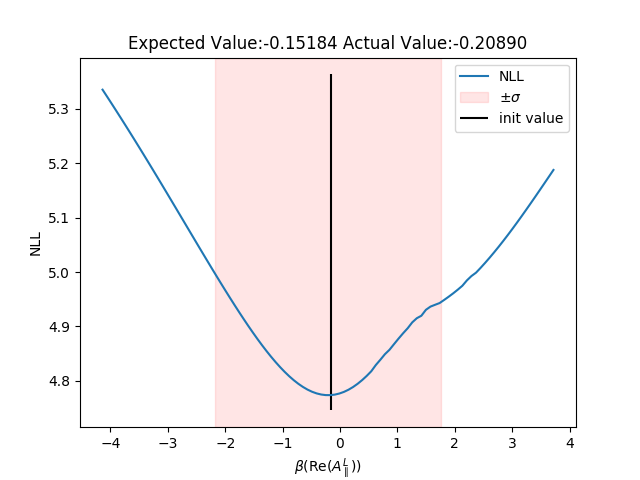 Expected Value:-0.15184 Actual Value:-0.20890
NLL
±σ
init value
5.3
5.2
5.1
5.0
4.9
4.8
NLL
−4
−3
−2
−1
0
1
2
3
4
β(Re(A^L_∥))